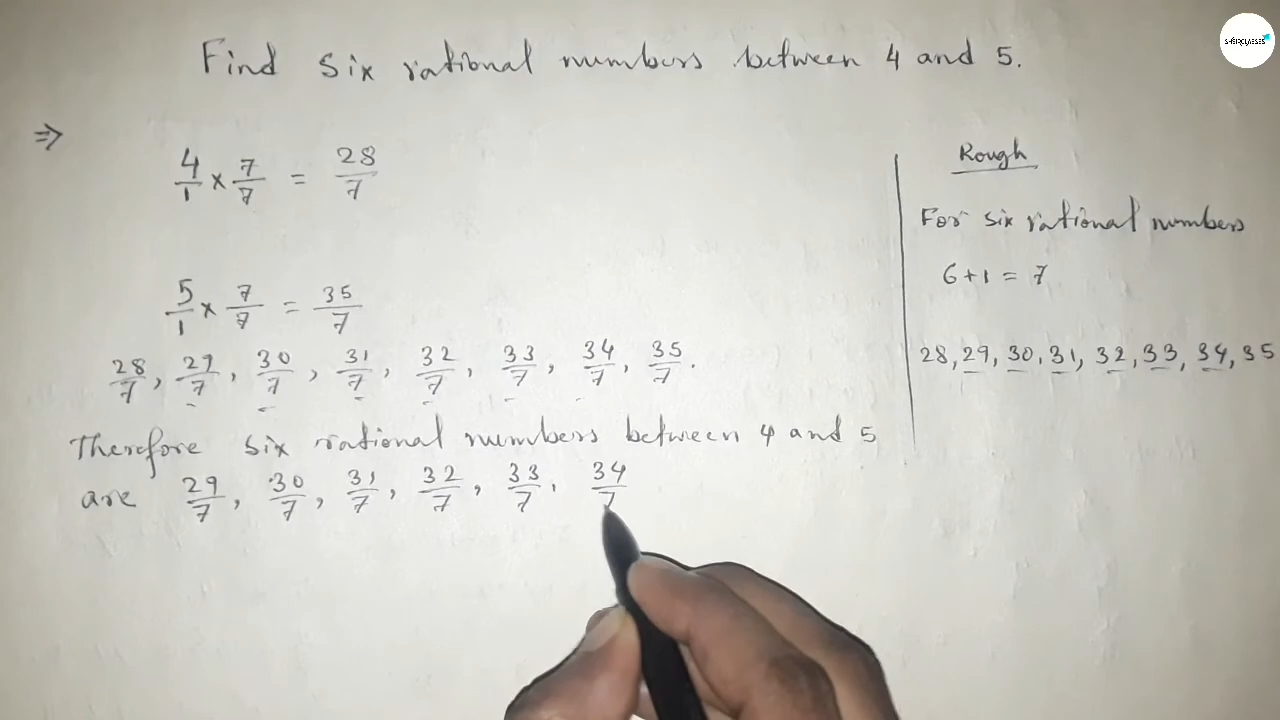 Find six rational numbers between 4 and 5.
⇒
4/1 × 7/7 = 28/7
5/1 × 7/7 = 35/7
28/7, 29/7, 30/7, 31/7, 32/7, 33/7, 34/7, 35/7.
Therefore six rational numbers between 4 and 5
are 29/7, 30/7, 31/7, 32/7, 33/7, 34/7
Rough
For six rational numbers
6+1 = 7
28, 29, 30, 31, 32, 33, 34, 35